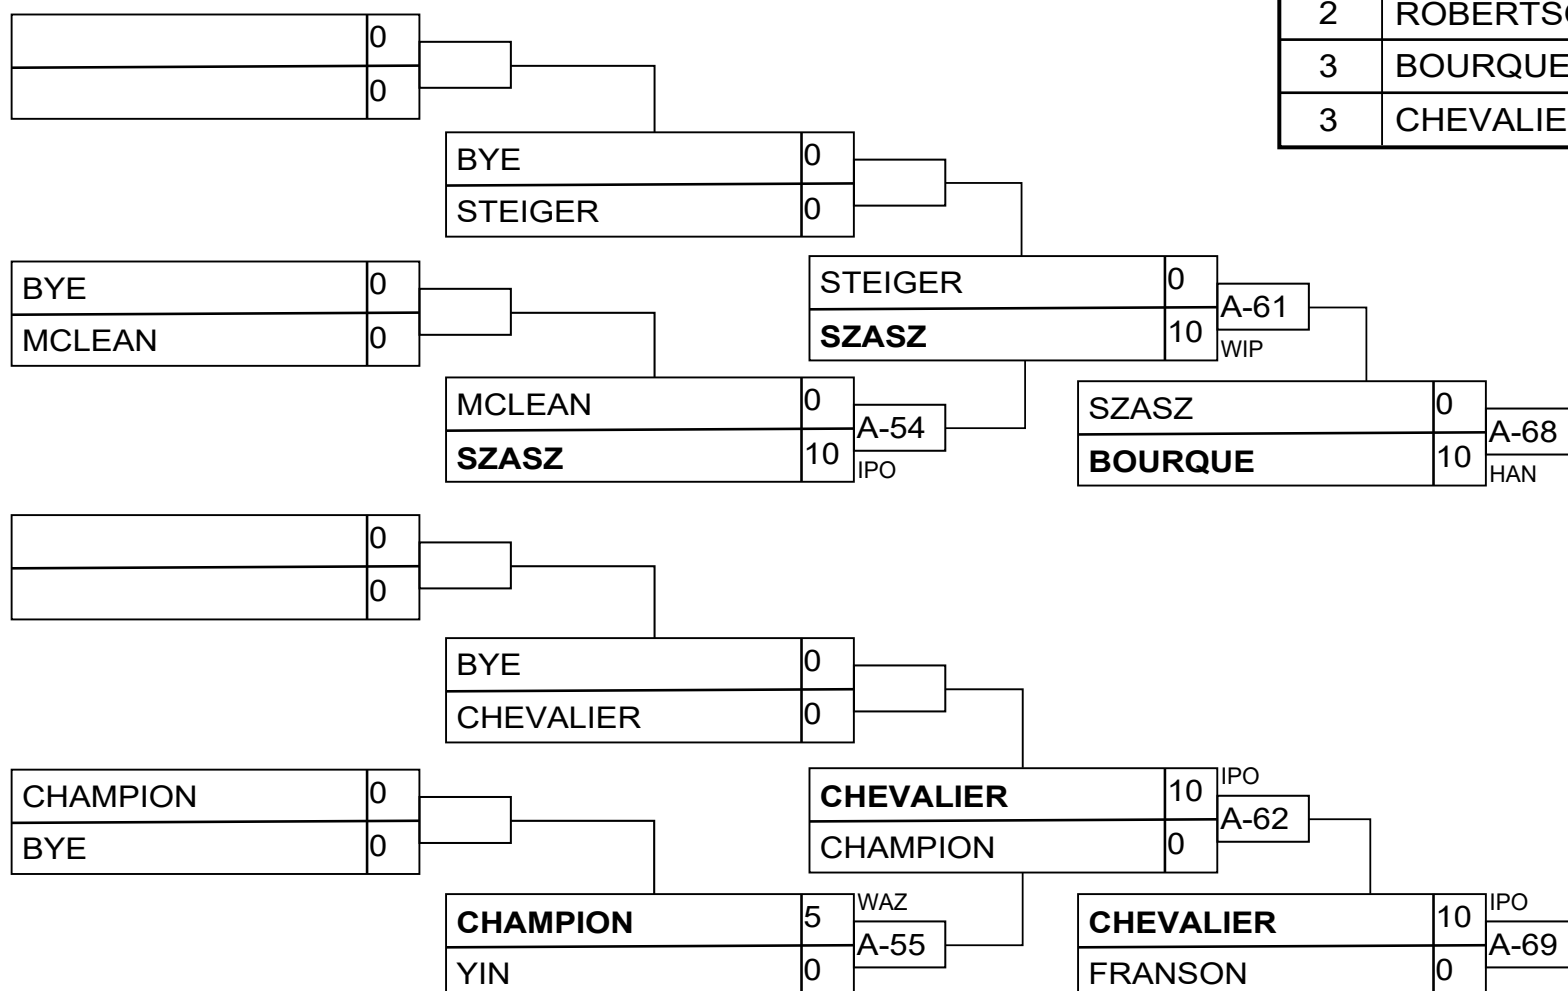 0
0
2
3 BOURQUE
3
BYE 0
STEIGER 0
BYE 0
MCLEAN 0
STEIGER 0
SZASZ 10
A-61
WIP
MCLEAN 0
SZASZ 10
A-54
IPO
SZASZ 0
BOURQUE 10
A-68
HAN
0
0
BYE 0
CHEVALIER 0
CHAMPION 0
BYE 0
CHEVALIER 10
CHAMPION 0
IPO
A-62
CHAMPION 5
YIN 0
WAZ
A-55
CHEVALIER 10
FRANSON 0
IPO
A-69